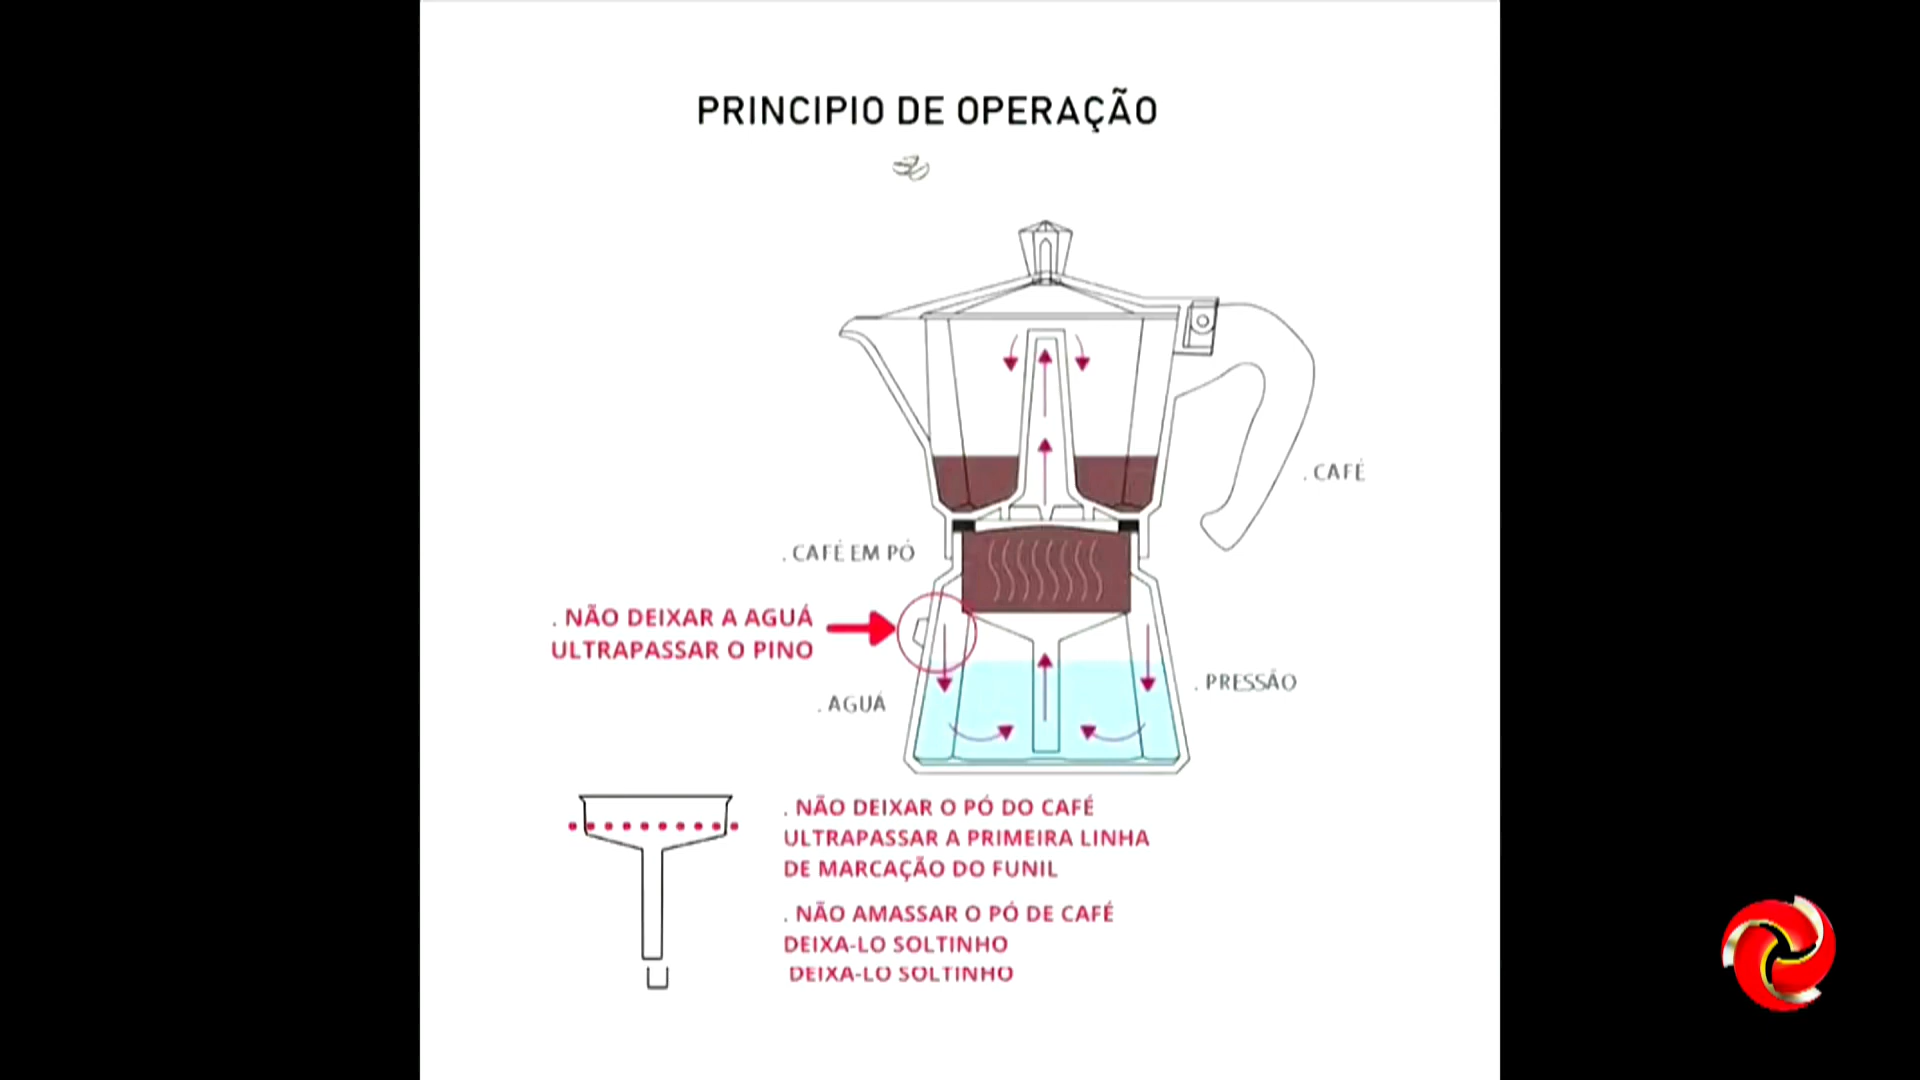 PRINCIPIO DE OPERAÇÃO
. CAFÉ
. CAFÉ EM PÓ
. NÃO DEIXAR A AGUÁ
ULTRAPASSAR O PINO
. PRESSÃO
. AGUÁ
. NÃO DEIXAR O PÓ DO CAFÉ
ULTRAPASSAR A PRIMEIRA LINHA
DE MARCAÇÃO DO FUNIL
. NÃO AMASSAR O PÓ DE CAFÉ
DEIXA-LO SOLTINHO
DEIXA-LO SOLTINHO